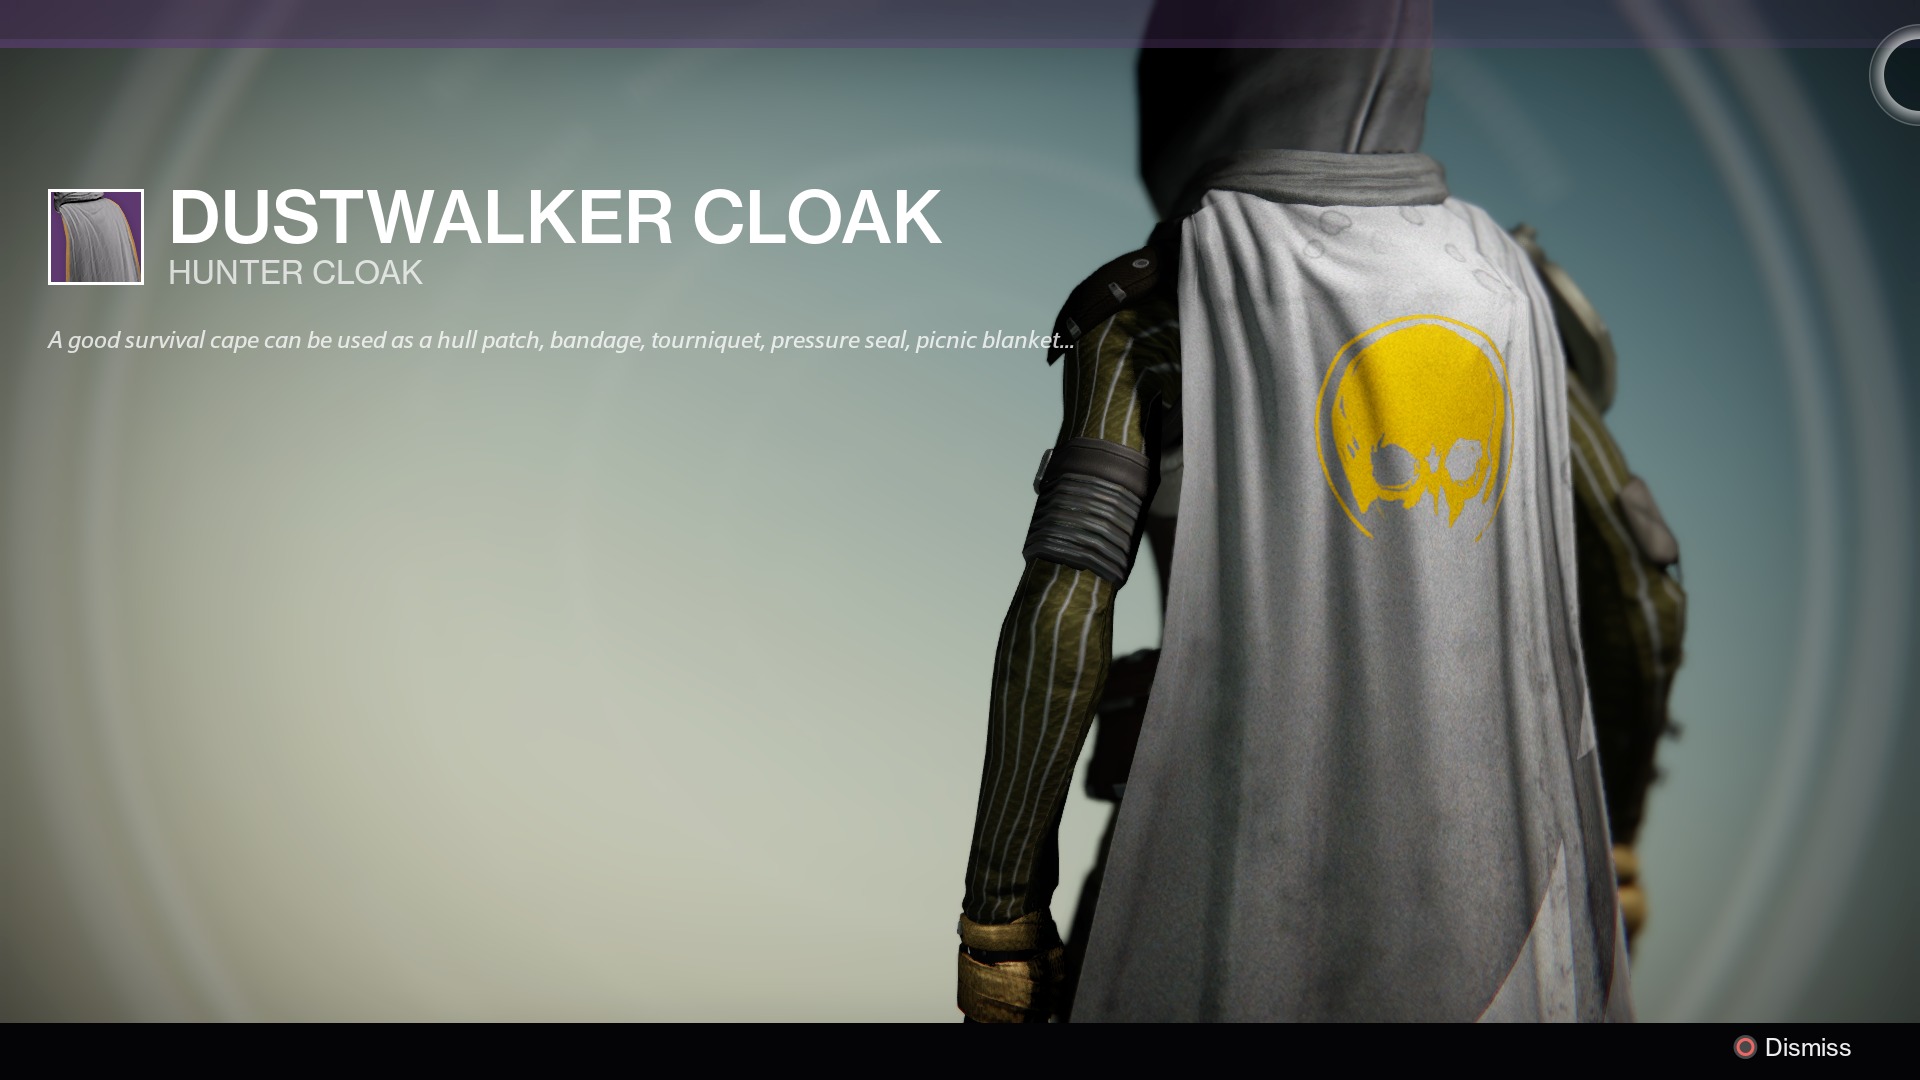 DUSTWALKER CLOAK
HUNTER CLOAK
A good survival cape can be used as a hull patch, bandage, tourniquet, pressure seal, picnic blanket...
Dismiss